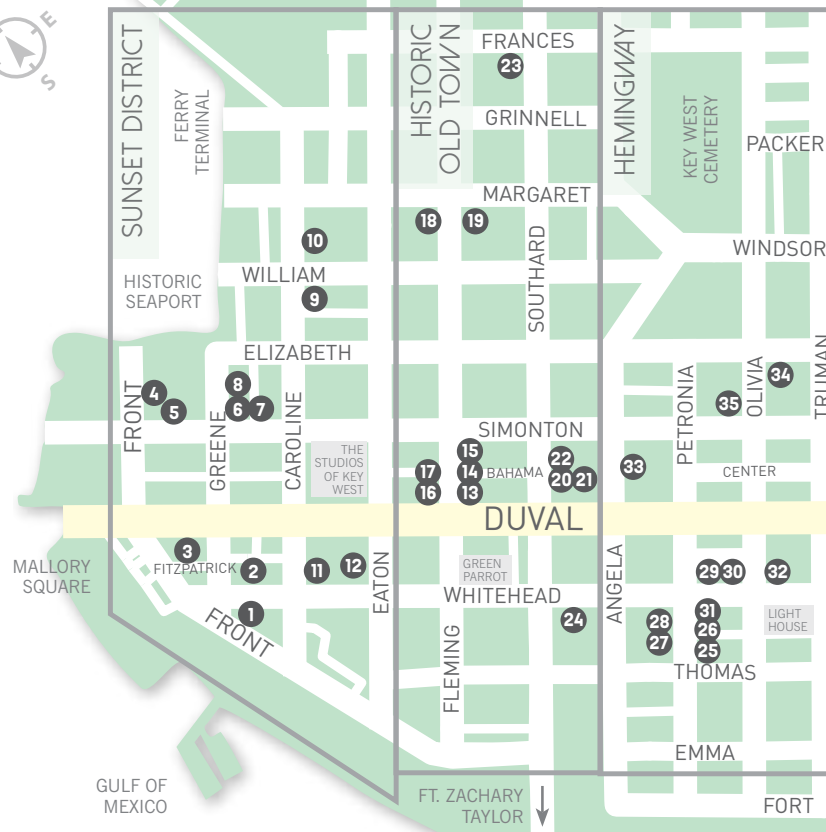 E
S
SUNSET DISTRICT
FERRY
TERMINAL
HISTORIC
OLD TOWN
FRANCES
23
GRINNELL
HEMINGWAY
KEY WEST
CEMETERY
PACKER
MARGARET
18
19
10
SOUTHARD
WINDSOR
WILLIAM
HISTORIC
SEAPORT
9
ELIZABETH
FRONT
4
5
8
6
7
GREENE
CAROLINE
THE
STUDIOS
OF KEY
WEST
SIMONTON
15
17
14
BAHAMA
16
13
22
20
21
33
PETRONIA
35
OLIVIA
34
TRUMAN
CENTER
DUVAL
MALLORY
SQUARE
3
FITZPATRICK
2
11
12
EATON
GREEN
PARROT
WHITEHEAD
ANGELA
29
30
32
1
FRONT
24
28
27
31
26
25
LIGHT
HOUSE
FLEMING
THOMAS
EMMA
GULF OF
MEXICO
FT. ZACHARY
TAYLOR
FORT